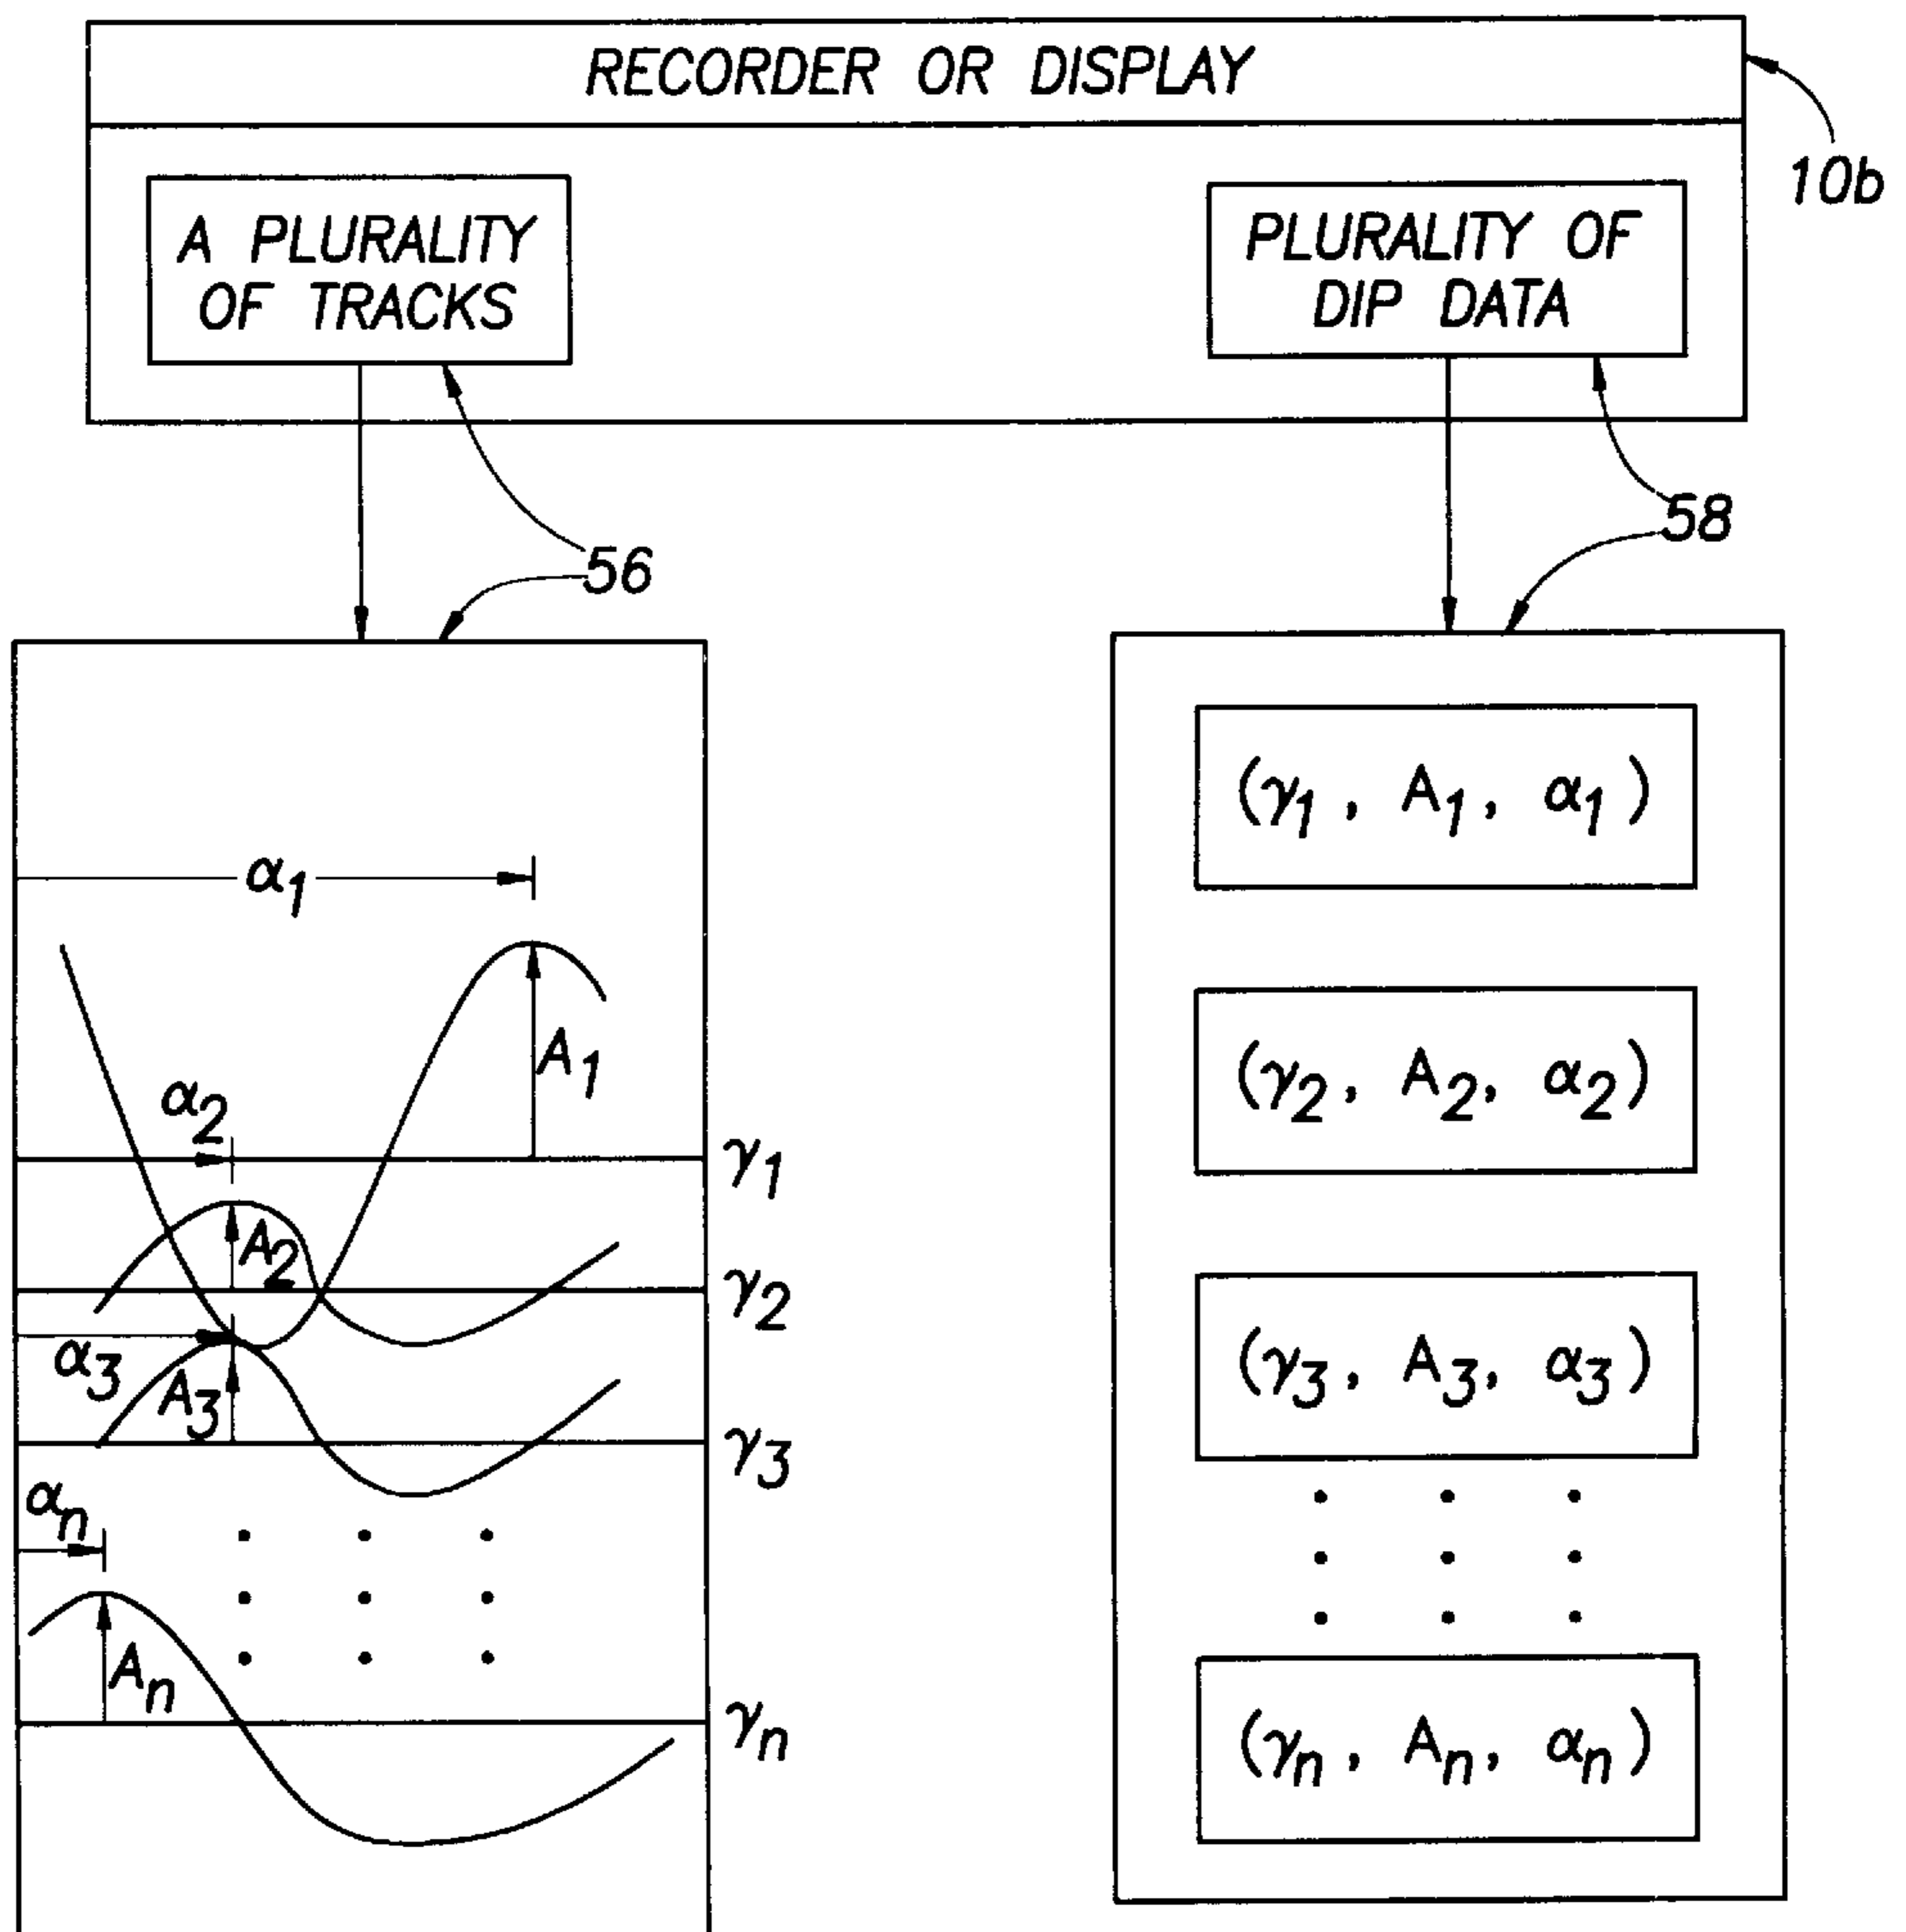 RECORDER OR DISPLAY
10b
A PLURALITY
OF TRACKS
PLURALITY OF
DIP DATA
56
58
α1
A1
α2
γ1
A2
γ2
α3
A3
γ3
αn
An
γn
(γ1, A1, α1)
(γ2, A2, α2)
(γ3, A3, α3)
(γn, An, αn)